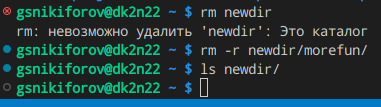 gsnikiforov@dk2n22 ~ $ rm newdir
rm: невозможно удалить 'newdir': Это каталог
gsnikiforov@dk2n22 ~ $ rm -r newdir/morefun/
gsnikiforov@dk2n22 ~ $ ls newdir/
gsnikiforov@dk2n22 ~ $